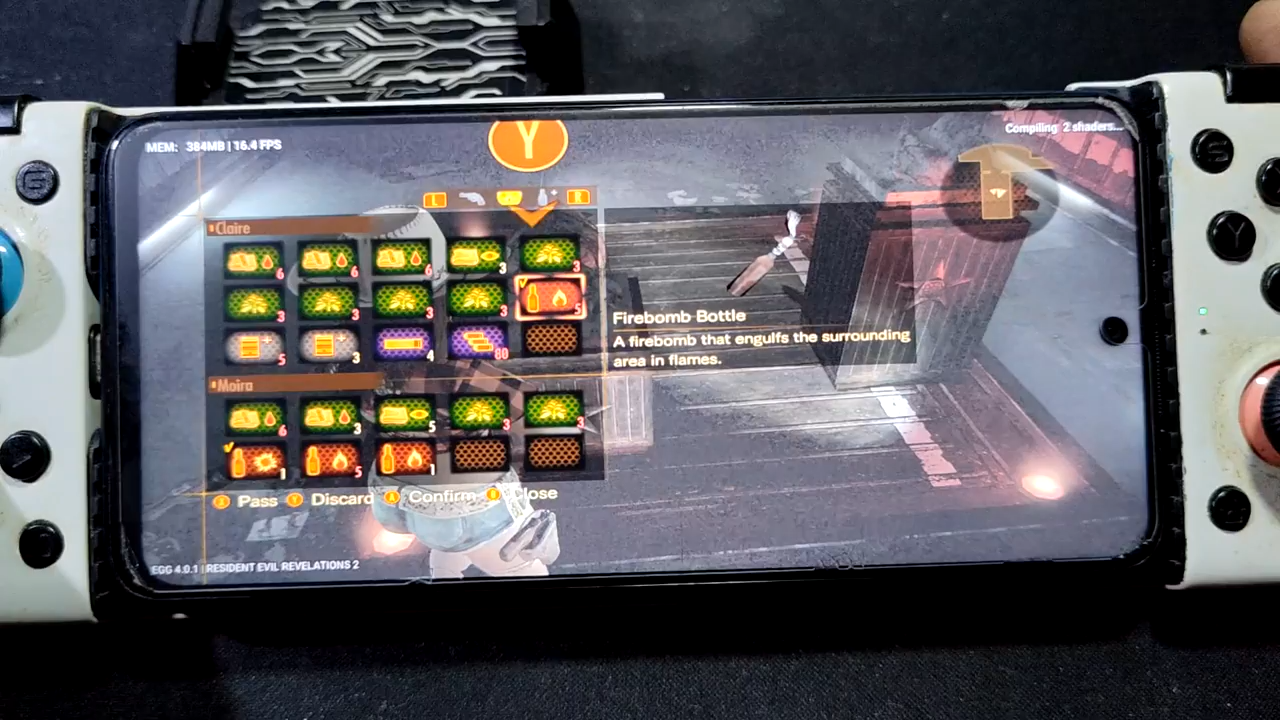 MEM: 384MB | 16.4 FPS
Compiling 2 shaders...
Y
L
R
Claire
6
6
6
3
3
3
3
3
3
5
5
3
4
80
Firebomb Bottle
A firebomb that engulfs the surrounding
area in flames.
Moira
6
3
5
3
3
1
5
1
Pass Y Discard A Confirm B Close
EGG 4.0.1 | RESIDENT EVIL REVELATIONS 2
Y